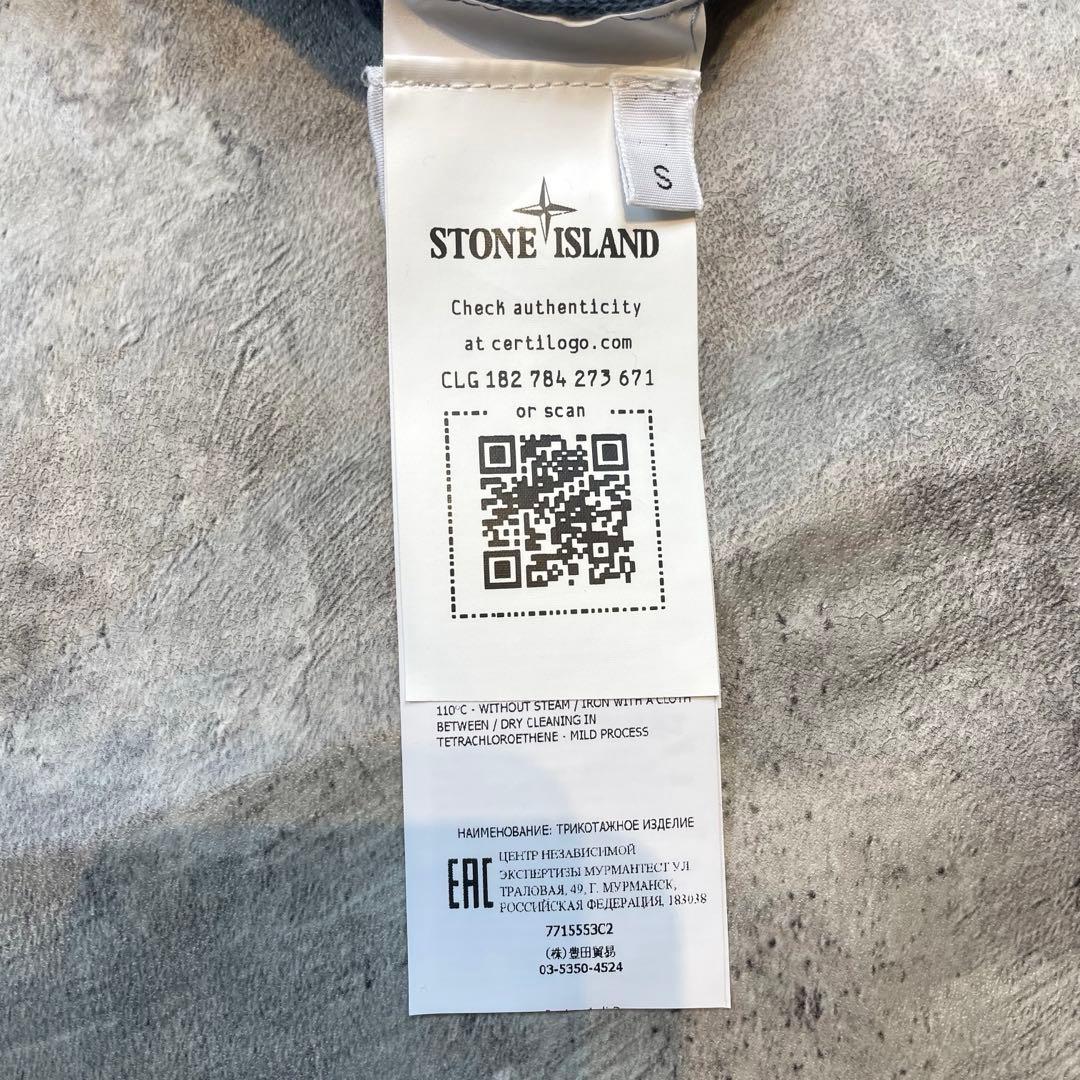 S
STONE ISLAND
Check authenticity
at certilogo.com
CLG 182 784 273 671
or scan
110°C - WITHOUT STEAM / IRON WITH A CLOTH
BETWEEN / DRY CLEANING IN
TETRACHLOROETHENE - MILD PROCESS
НАИМЕНОВАНИЕ: ТРИКОТАЖНОЕ ИЗДЕЛИЕ
EAC
ЦЕНТР НЕЗАВИСИМОЙ
ЭКСПЕРТИЗЫ МУРМАНТЕСТ УЛ
ТРАЛОВАЯ, 49, Г. МУРМАНСК,
РОССИЙСКАЯ ФЕДЕРАЦИЯ, 183038
7715553C2
(株)豊田貿易
03-5350-4524